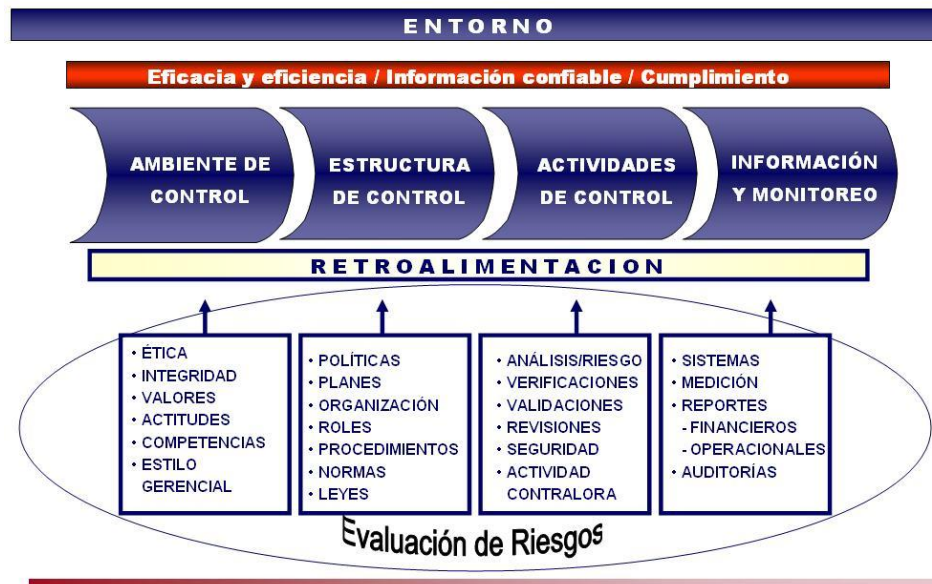 ENTORNO
Eficacia y eficiencia / Información confiable / Cumplimiento
AMBIENTE DE
CONTROL
ESTRUCTURA
DE CONTROL
ACTIVIDADES
DE CONTROL
INFORMACIÓN
Y MONITOREO
RETROALIMENTACION
• ÉTICA
• INTEGRIDAD
• VALORES
• ACTITUDES
• COMPETENCIAS
• ESTILO
GERENCIAL
• POLÍTICAS
• PLANES
• ORGANIZACIÓN
• ROLES
• PROCEDIMIENTOS
• NORMAS
• LEYES
• ANÁLISIS/RIESGO
• VERIFICACIONES
• VALIDACIONES
• REVISIONES
• SEGURIDAD
• ACTIVIDAD
CONTRALORA
• SISTEMAS
• MEDICIÓN
• REPORTES
- FINANCIEROS
- OPERACIONALES
• AUDITORÍAS
Evaluación de Riesgos